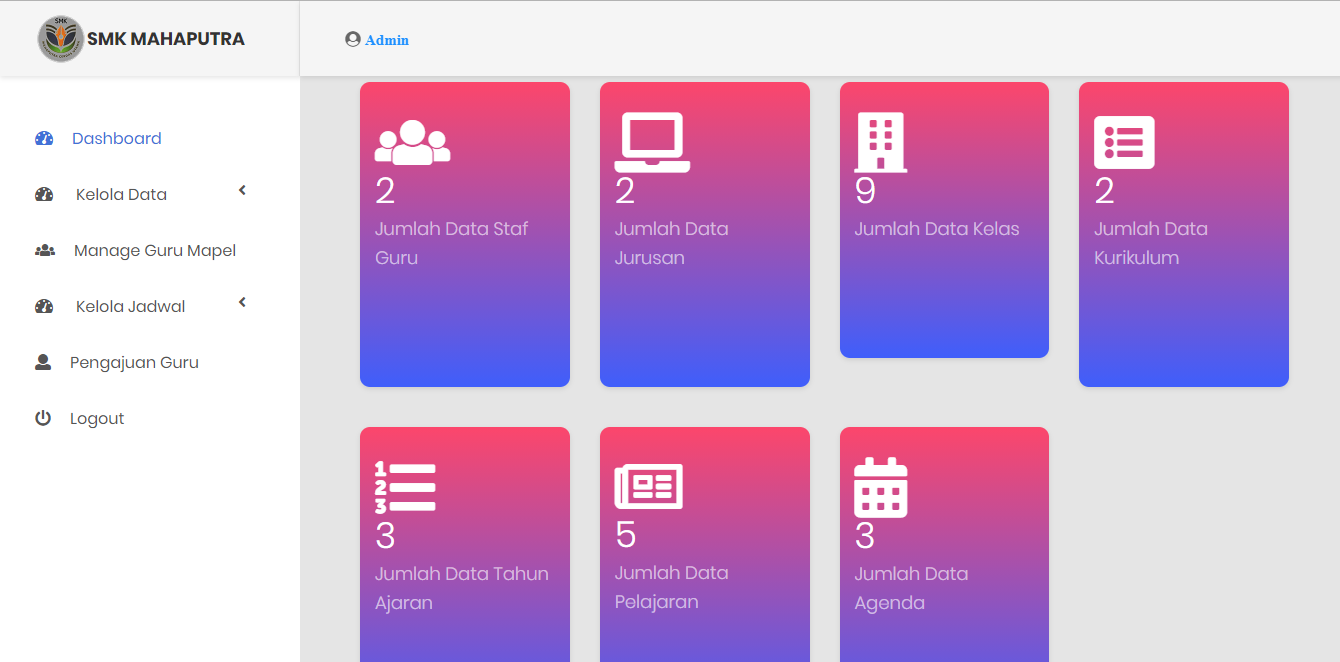 SMK MAHAPUTRA
Admin
Dashboard
Kelola Data
Manage Guru Mapel
Kelola Jadwal
Pengajuan Guru
Logout
2
Jumlah Data Staf
Guru
2
Jumlah Data
Jurusan
9
Jumlah Data Kelas
2
Jumlah Data
Kurikulum
1
2
3
3
Jumlah Data Tahun
Ajaran
5
Jumlah Data
Pelajaran
3
Jumlah Data
Agenda